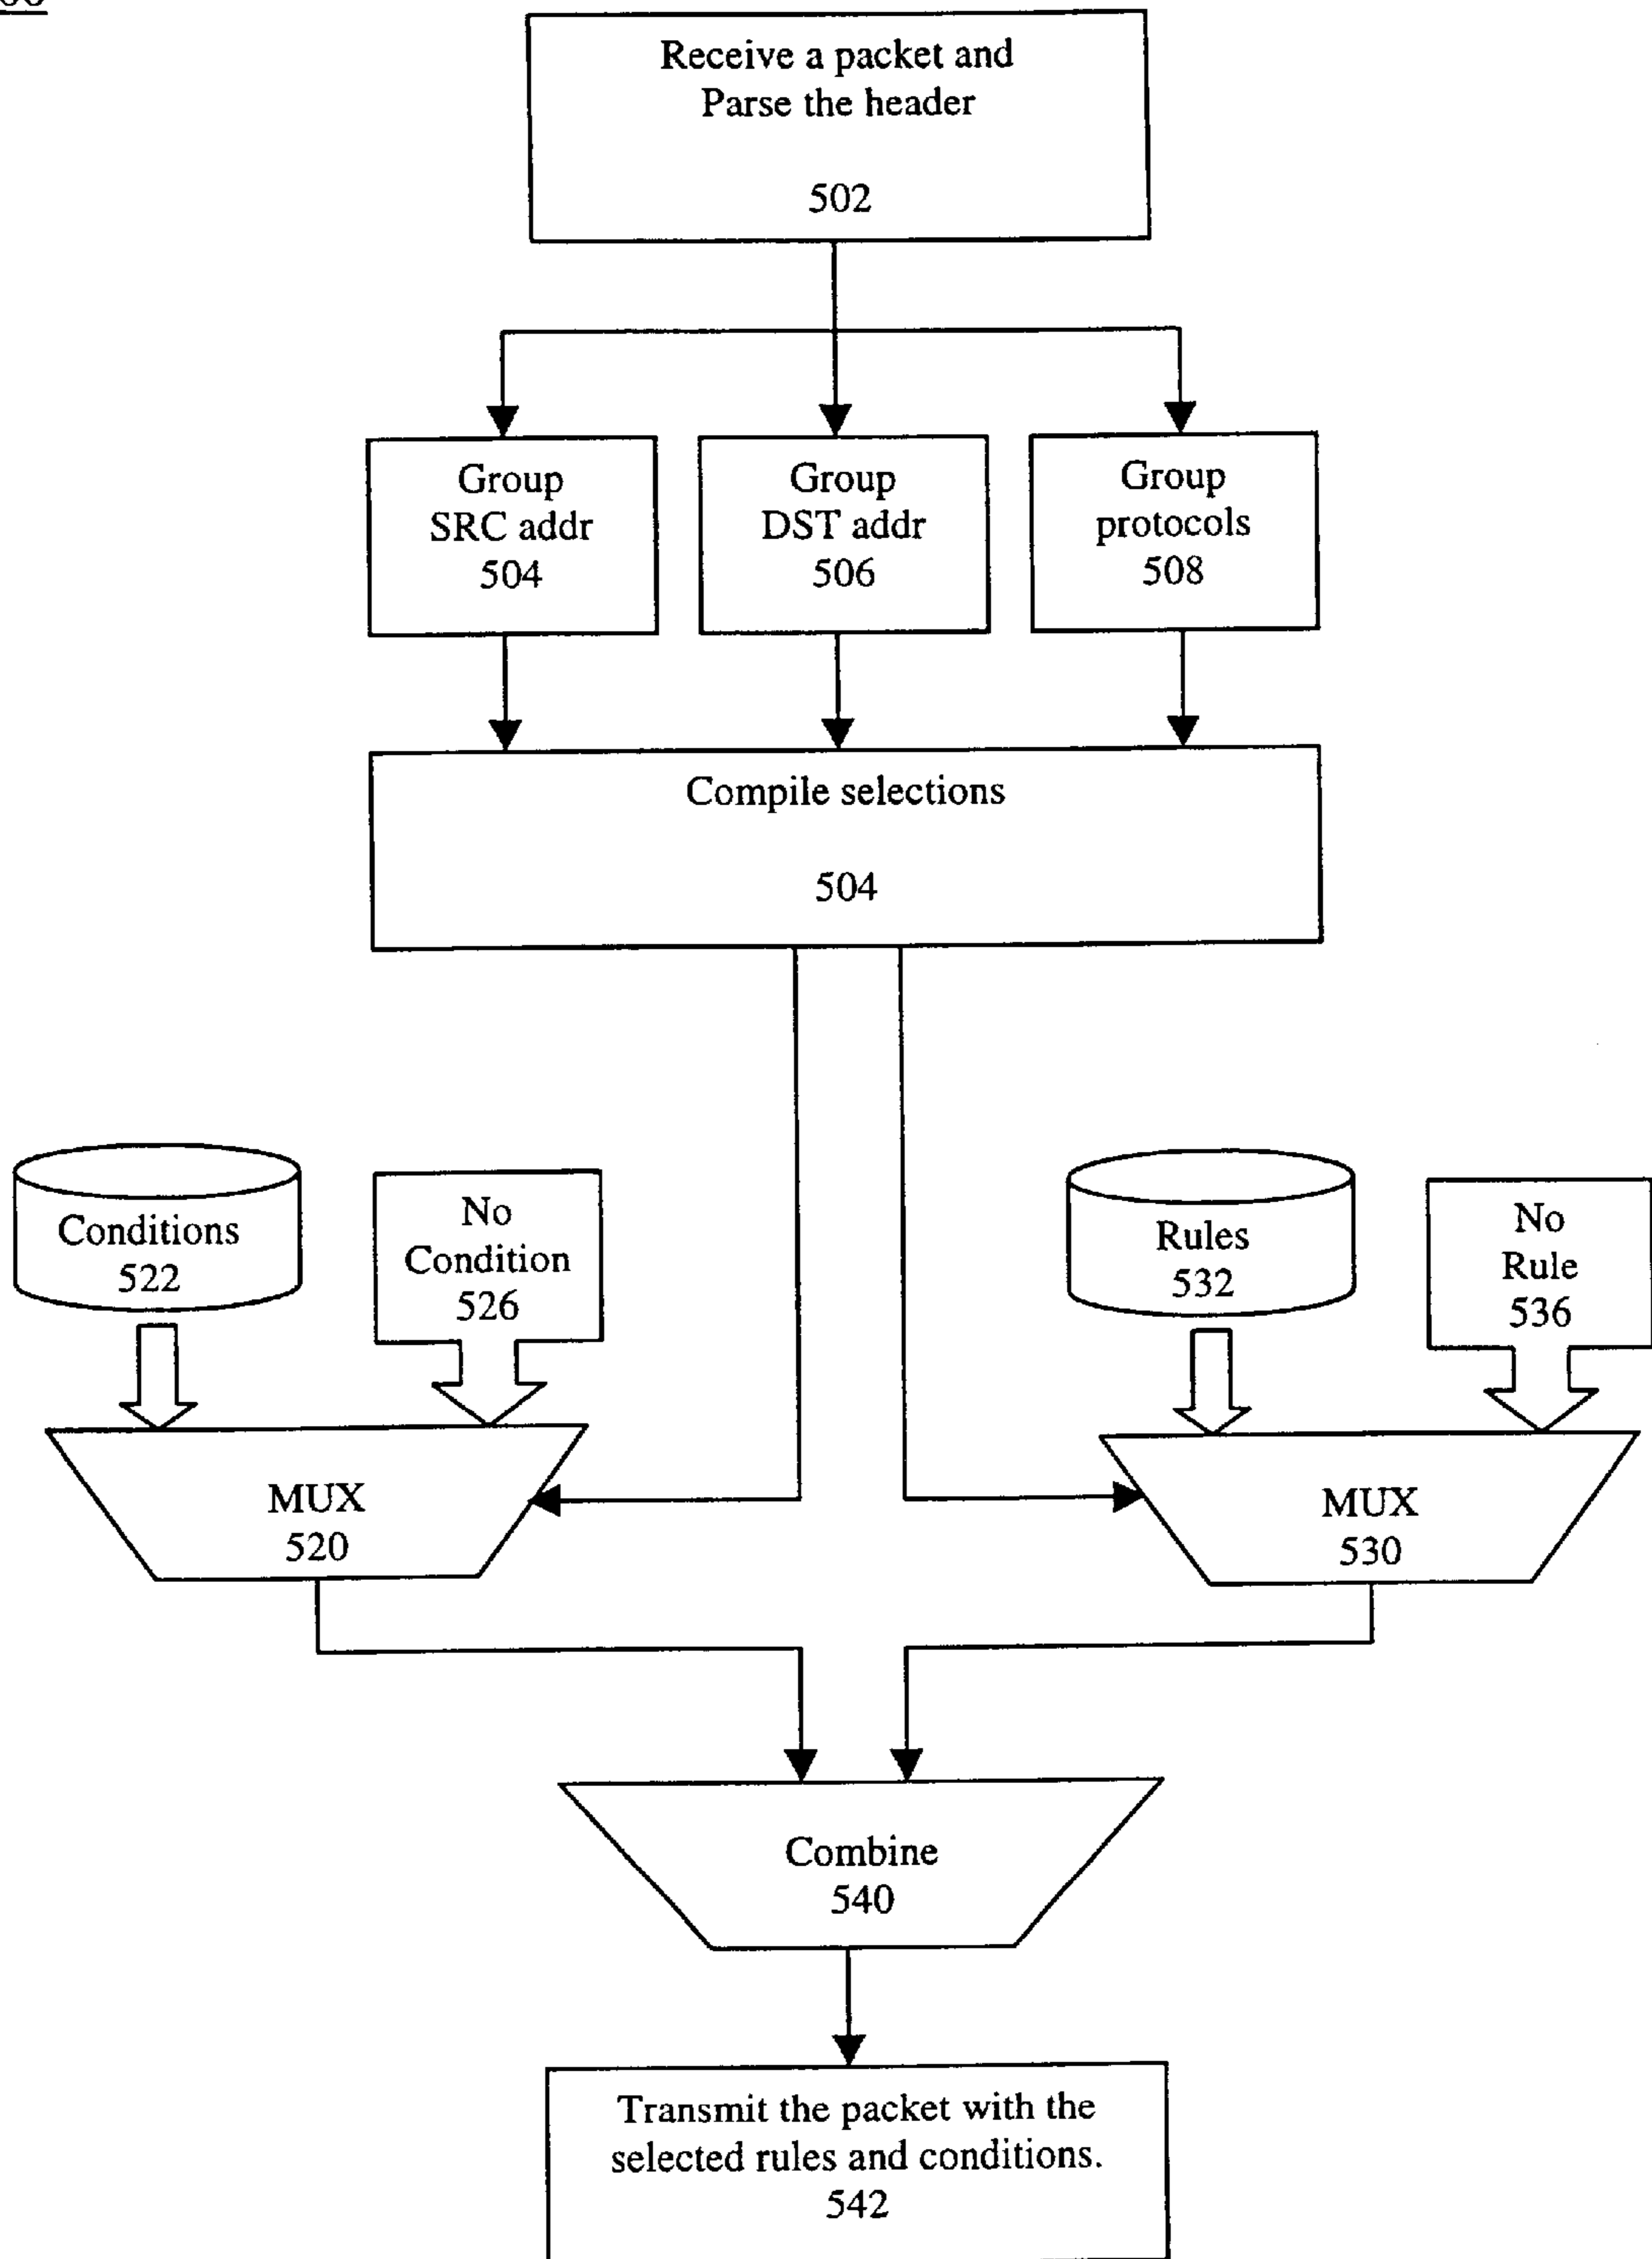 Receive a packet and
Parse the header
502
Group
SRC addr
504
Group
DST addr
506
Group
protocols
508
Compile selections
504
Conditions
522
No
Condition
526
Rules
532
No
Rule
536
MUX
520
MUX
530
Combine
540
Transmit the packet with the
selected rules and conditions.
542